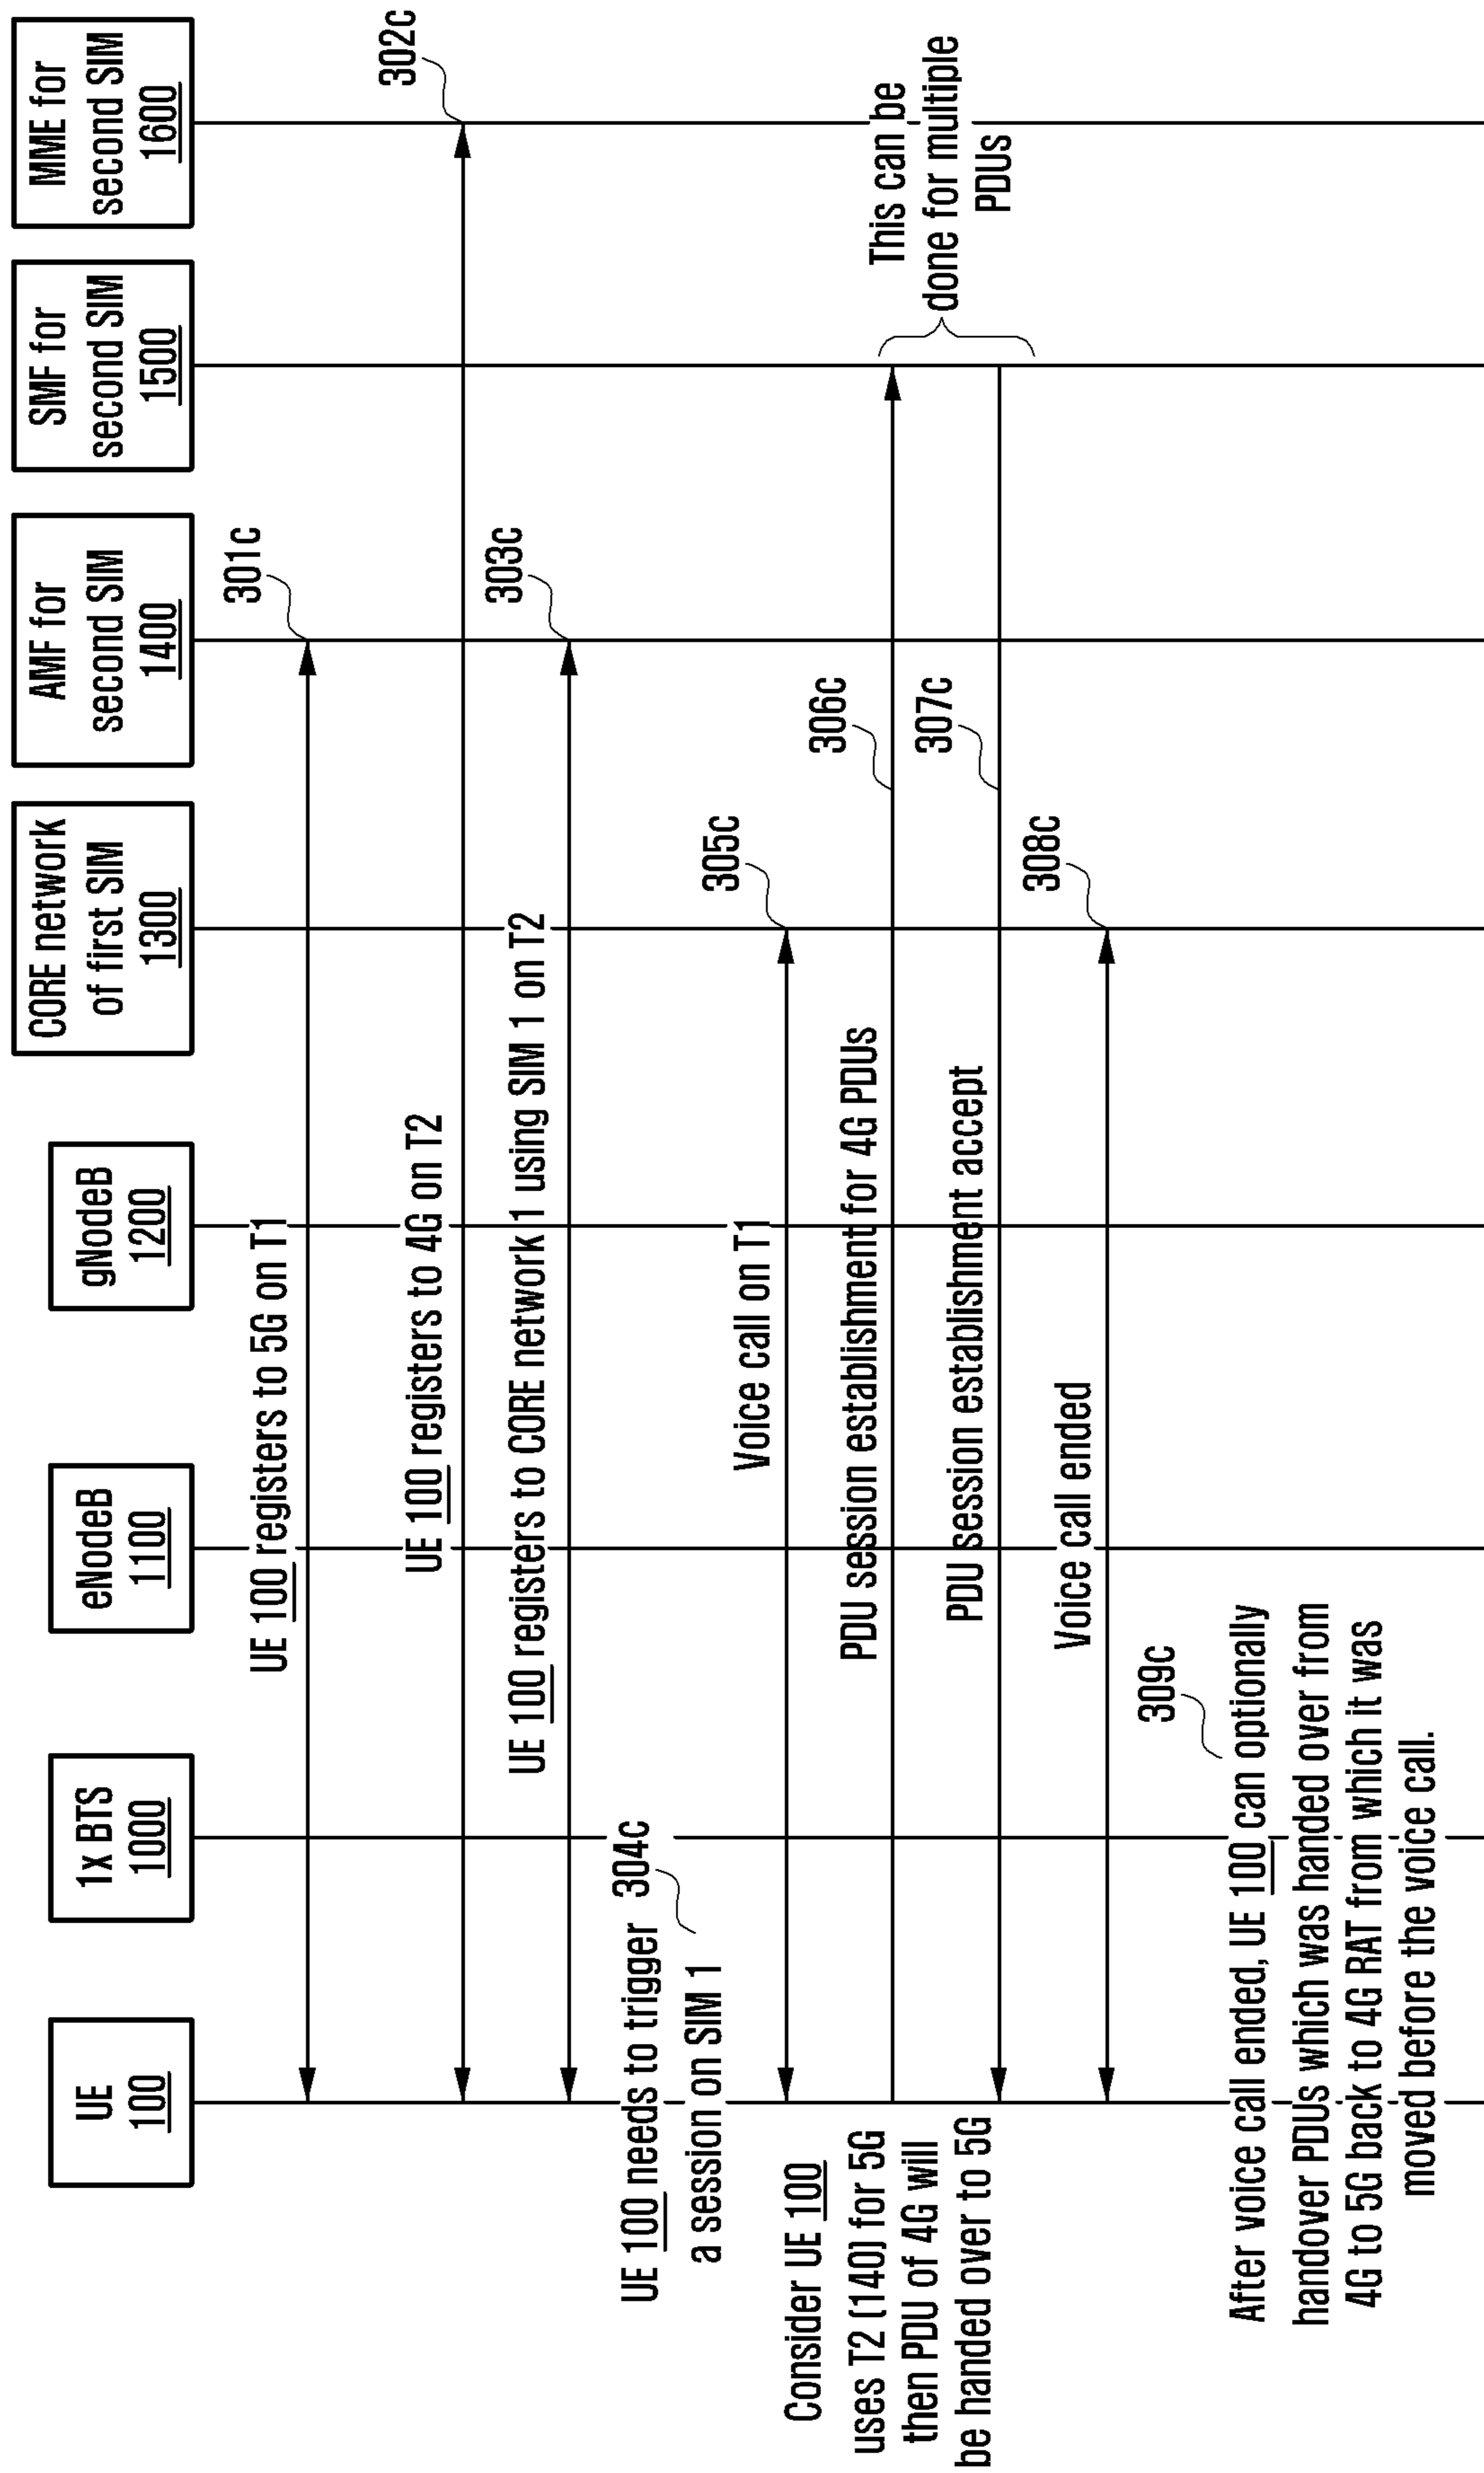 UE
100
1x BTS
1000
eNodeB
1100
gNodeB
1200
CORE network
of first SIM
1300
AMF for
second SIM
1400
SMF for
second SIM
1500
MME for
second SIM
1600
UE 100 registers to 5G on T1
301c
UE 100 registers to 4G on T2
302c
UE 100 registers to CORE network 1 using SIM 1 on T2
303c
UE 100 needs to trigger
a session on SIM 1
304c
Voice call on T1
305c
Consider UE 100
uses T2 (140) for 5G
then PDU of 4G will
be handed over to 5G
PDU session establishment for 4G PDUs
306c
PDU session establishment accept
307c
This can be
done for multiple
PDUs
Voice call ended
308c
309c
After voice call ended, UE 100 can optionally
handover PDUs which was handed over from
4G to 5G back to 4G RAT from which it was
moved before the voice call.